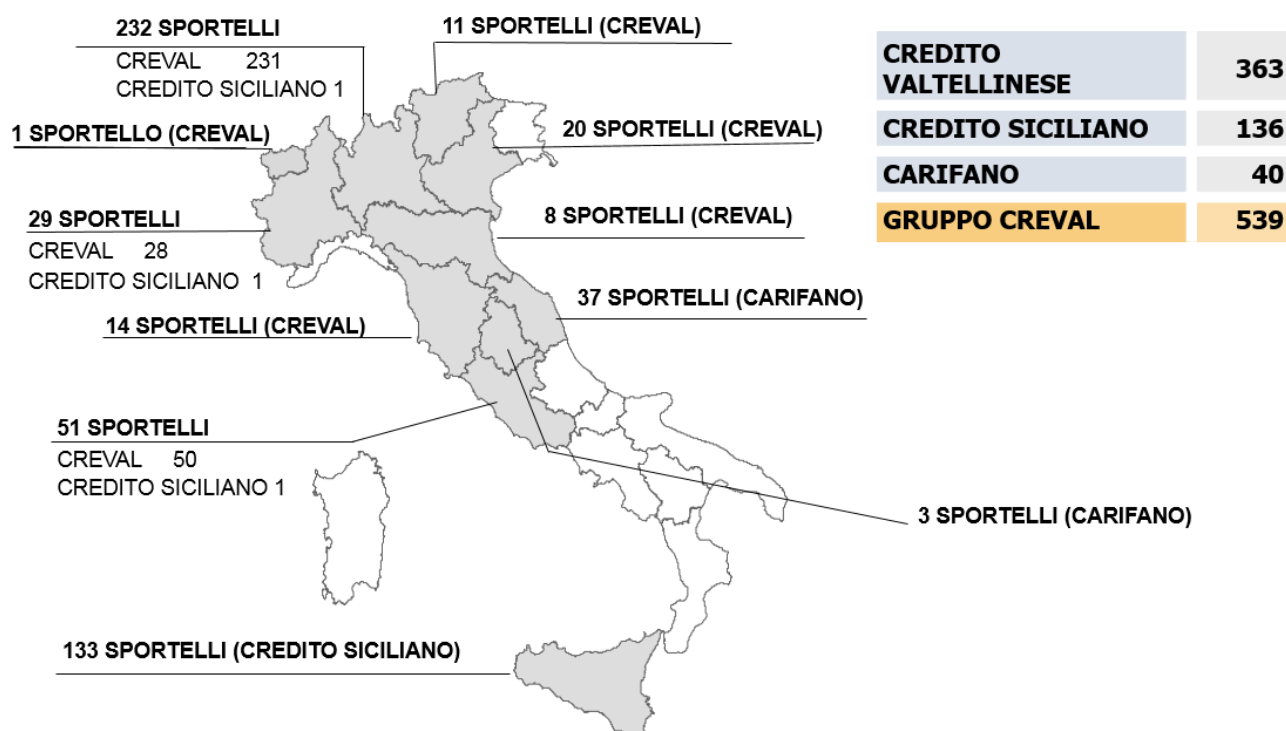 232 SPORTELLI
CREVAL 231
CREDITO SICILIANO 1
11 SPORTELLI (CREVAL)
1 SPORTELLO (CREVAL)
20 SPORTELLI (CREVAL)
29 SPORTELLI
CREVAL 28
CREDITO SICILIANO 1
8 SPORTELLI (CREVAL)
37 SPORTELLI (CARIFANO)
14 SPORTELLI (CREVAL)
51 SPORTELLI
CREVAL 50
CREDITO SICILIANO 1
3 SPORTELLI (CARIFANO)
133 SPORTELLI (CREDITO SICILIANO)
CREDITO
VALTELLINESE 363
CREDITO SICILIANO 136
CARIFANO 40
GRUPPO CREVAL 539